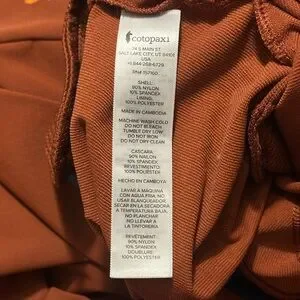 cotopaxi
74 S MAIN ST
SALT LAKE CITY, UT 84101
USA
+1-844-268-6729
RN# 157160
SHELL:
90% NYLON
10% SPANDEX
LINING:
100% POLYESTER
MADE IN CAMBODIA
MACHINE WASH COLD
DO NOT BLEACH
TUMBLE DRY LOW
DO NOT IRON
DO NOT DRY CLEAN
CASCARA:
90% NAILON
10% SPANDEX
REVESTIMIENTO:
100% POLIESTER
HECHO EN CAMBOYA
LAVAR A MÁQUINA
CON AGUA FRIA, NO
USAR BLANQUEADOR
SECAR EN LA SECADORA
A TEMPERATURA BAJA,
NO PLANCHAR
NO LLEVAR A
LA TINTORERÍA
REVÊTEMENT:
90% NYLON
10% SPANDEX
DOUBLURE:
100% POLYESTER